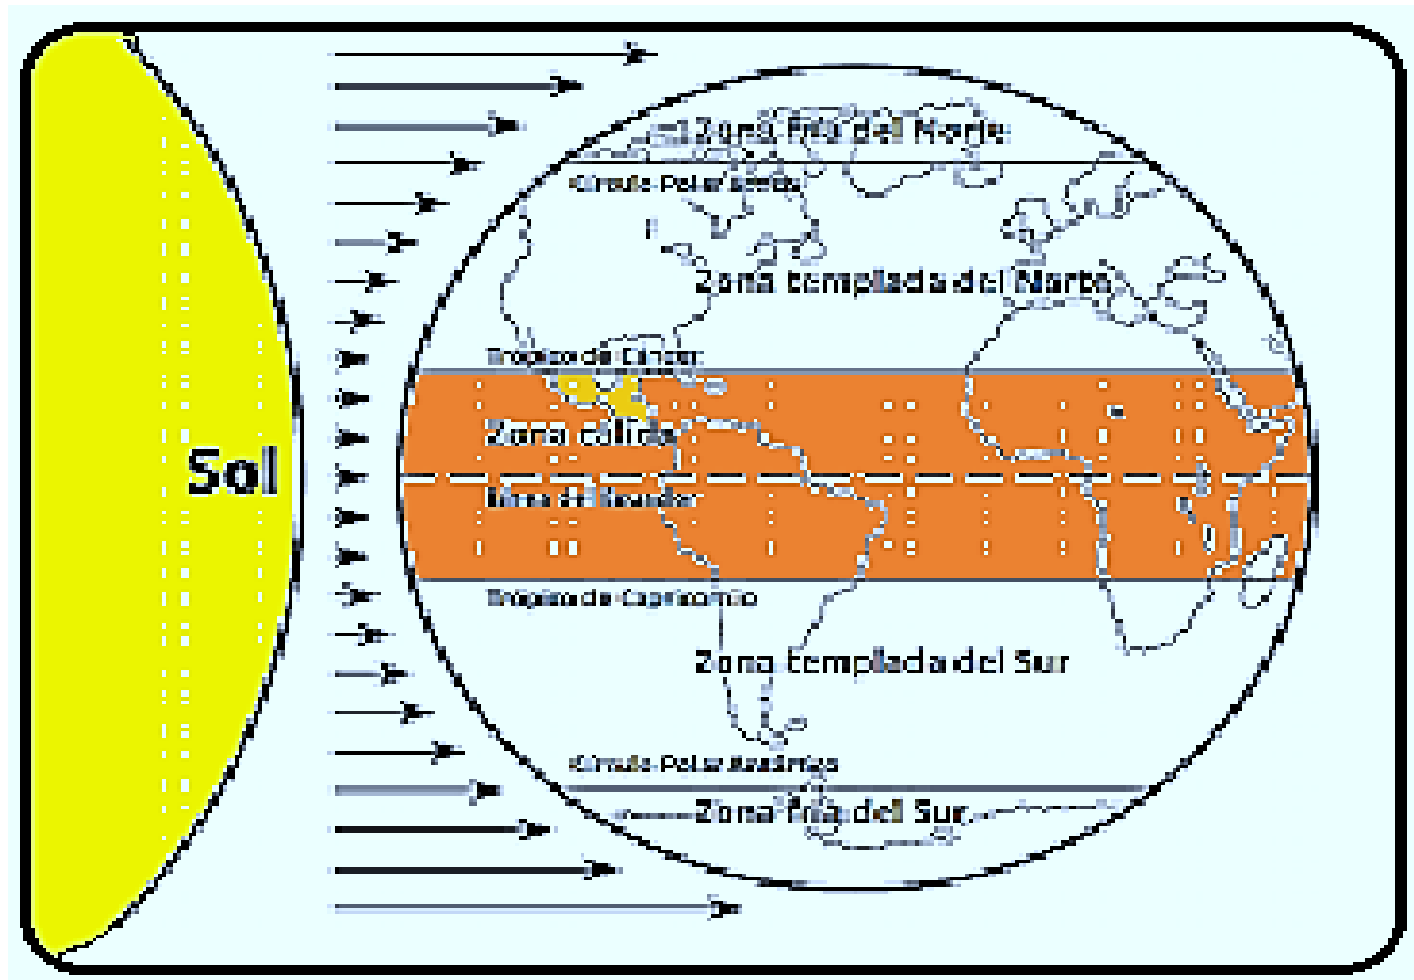 Zona fría del Norte
Círculo Polar Ártico
Zona templada del Norte
Trópico de Cáncer
Zona cálida
Sol
Línea del Ecuador
Trópico de Capricornio
Zona templada del Sur
Círculo Polar Antártico
Zona fría del Sur